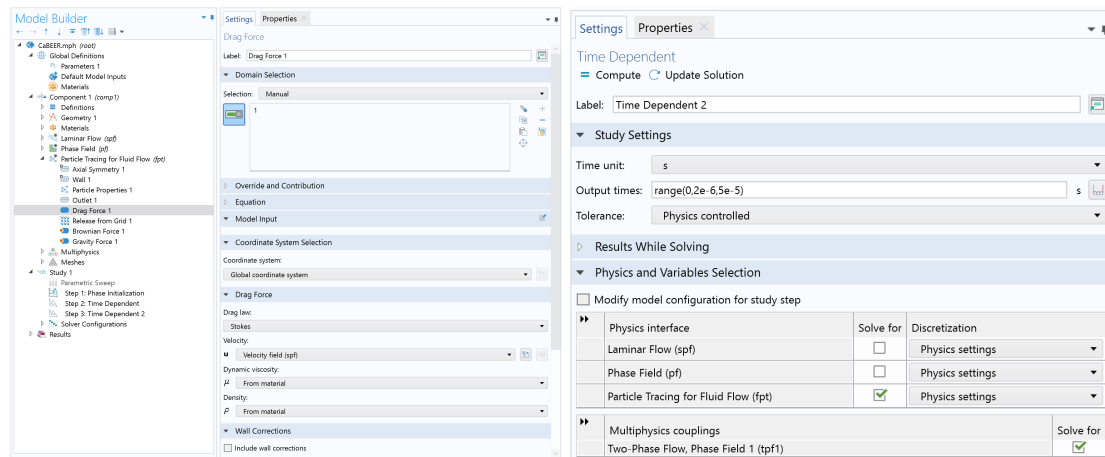 Model Builder
CaBEER.mph (root)
Global Definitions
Parameters 1
Default Model Inputs
Materials
Component 1 (comp1)
Definitions
Geometry 1
Materials
Laminar Flow (spf)
Phase Field (pf)
Particle Tracing for Fluid Flow (fpt)
Axial Symmetry 1
Wall 1
Particle Properties 1
Outlet 1
Drag Force 1
Release from Grid 1
Brownian Force 1
Gravity Force 1
Multiphysics
Meshes
Study 1
Parametric Sweep
Step 1: Phase Initialization
Step 2: Time Dependent
Step 3: Time Dependent 2
Solver Configurations
Results
Settings Properties
Drag Force
Label: Drag Force 1
Domain Selection
Selection: Manual
1
Override and Contribution
Equation
Model Input
Coordinate System Selection
Coordinate system:
Global coordinate system
Drag Force
Drag law:
Stokes
Velocity:
u Velocity field (spf)
Dynamic viscosity:
μ From material
Density:
ρ From material
Wall Corrections
Include wall corrections
Settings Properties
Time Dependent
= Compute Update Solution
Label: Time Dependent 2
Study Settings
Time unit: s
Output times: range(0,2e-6,5e-5) s
Tolerance: Physics controlled
Results While Solving
Physics and Variables Selection
Modify model configuration for study step
Physics interface Solve for Discretization
Laminar Flow (spf) Physics settings
Phase Field (pf) Physics settings
Particle Tracing for Fluid Flow (fpt) Physics settings
Multiphysics couplings Solve for
Two-Phase Flow, Phase Field 1 (tpf1)